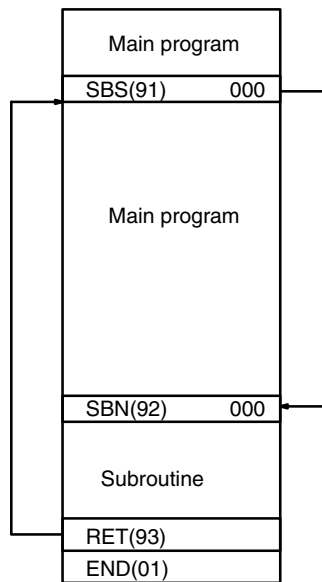 Main program
SBS(91) 000
Main program
SBN(92) 000
Subroutine
RET(93)
END(01)